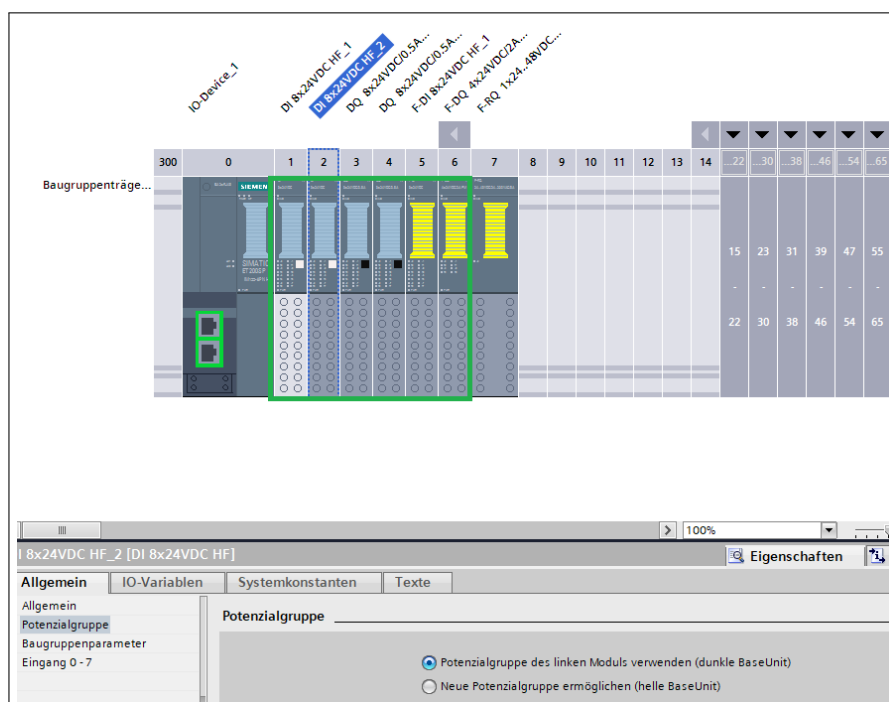 IO-Device_1
DI 8x24VDC HF_1
DI 8x24VDC HF_2
DQ 8x24VDC/0.5A...
DQ 8x24VDC/0.5A...
F-DI 8x24VDC HF_1
F-DQ 4x24VDC/2A...
F-RQ 1x24..48VDC...
300 0 1 2 3 4 5 6 7 8 9 10 11 12 13 14 ...22 ...30 ...38 ...46 ...54 ...65
Baugruppenträge...
SIEMEN
15 23 31 39 47 55
- - - - - -
22 30 38 46 54 65
100%
I 8x24VDC HF_2 [DI 8x24VDC HF]
Eigenschaften
Allgemein IO-Variablen Systemkonstanten Texte
Allgemein
Potenzialgruppe
Baugruppenparameter
Eingang 0 - 7
Potenzialgruppe
Potenzialgruppe des linken Moduls verwenden (dunkle BaseUnit)
Neue Potenzialgruppe ermöglichen (helle BaseUnit)